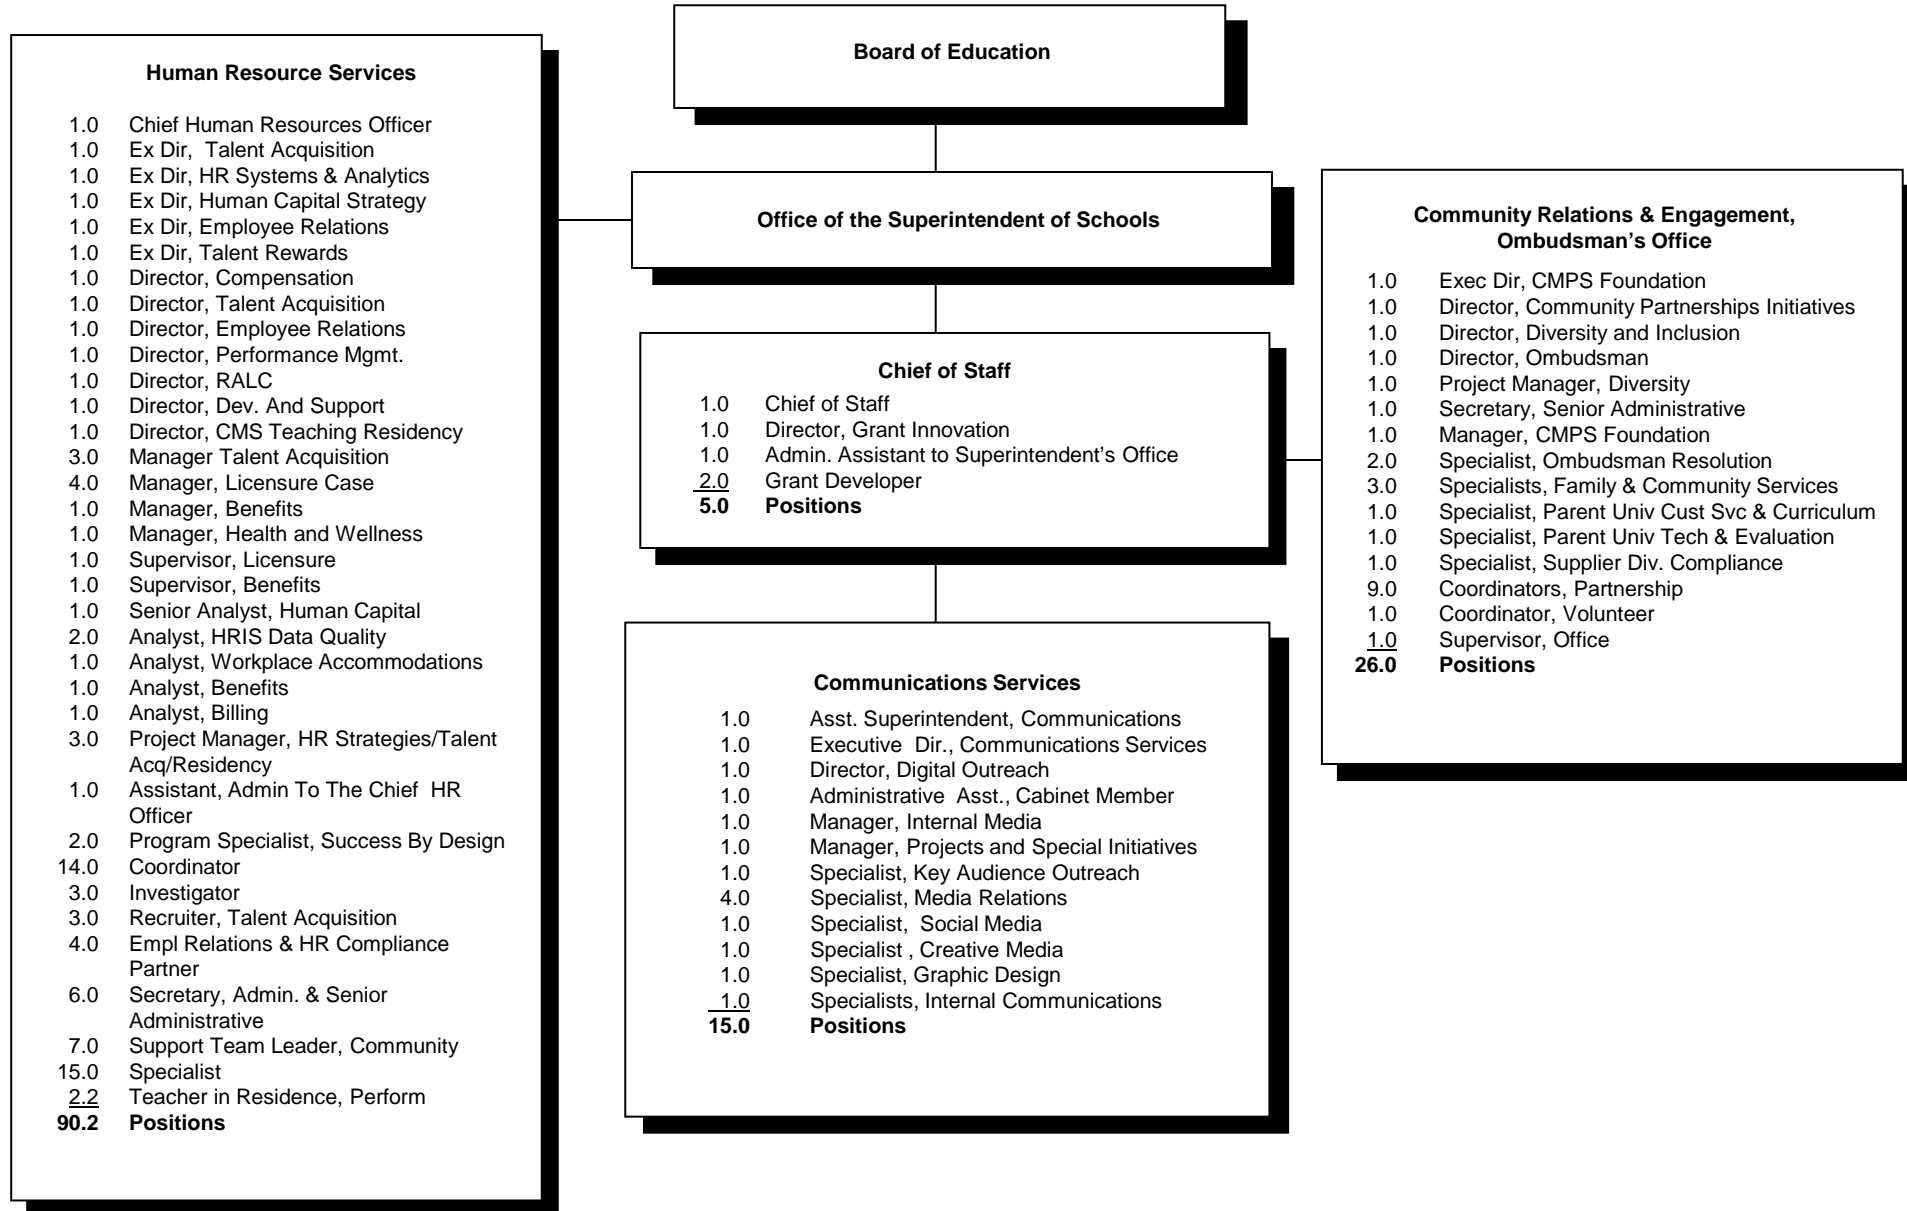 Board of Education
Human Resource Services
1.0 Chief Human Resources Officer
1.0 Ex Dir, Talent Acquisition
1.0 Ex Dir, HR Systems & Analytics
1.0 Ex Dir, Human Capital Strategy
1.0 Ex Dir, Employee Relations
1.0 Ex Dir, Talent Rewards
1.0 Director, Compensation
1.0 Director, Talent Acquisition
1.0 Director, Employee Relations
1.0 Director, Performance Mgmt.
1.0 Director, RALC
1.0 Director, Dev. And Support
1.0 Director, CMS Teaching Residency
3.0 Manager Talent Acquisition
4.0 Manager, Licensure Case
1.0 Manager, Benefits
1.0 Manager, Health and Wellness
1.0 Supervisor, Licensure
1.0 Supervisor, Benefits
1.0 Senior Analyst, Human Capital
2.0 Analyst, HRIS Data Quality
1.0 Analyst, Workplace Accommodations
1.0 Analyst, Benefits
1.0 Analyst, Billing
3.0 Project Manager, HR Strategies/Talent
Acq/Residency
1.0 Assistant, Admin To The Chief HR
Officer
2.0 Program Specialist, Success By Design
14.0 Coordinator
3.0 Investigator
3.0 Recruiter, Talent Acquisition
4.0 Empl Relations & HR Compliance
Partner
6.0 Secretary, Admin. & Senior
Administrative
7.0 Support Team Leader, Community
15.0 Specialist
2.2 Teacher in Residence, Perform
90.2 Positions
Office of the Superintendent of Schools
Chief of Staff
1.0 Chief of Staff
1.0 Director, Grant Innovation
1.0 Admin. Assistant to Superintendent's Office
2.0 Grant Developer
5.0 Positions
Communications Services
1.0 Asst. Superintendent, Communications
1.0 Executive Dir., Communications Services
1.0 Director, Digital Outreach
1.0 Administrative Asst., Cabinet Member
1.0 Manager, Internal Media
1.0 Manager, Projects and Special Initiatives
1.0 Specialist, Key Audience Outreach
4.0 Specialist, Media Relations
1.0 Specialist, Social Media
1.0 Specialist , Creative Media
1.0 Specialist, Graphic Design
1.0 Specialists, Internal Communications
15.0 Positions
Community Relations & Engagement,
Ombudsman’s Office
1.0 Exec Dir, CMPS Foundation
1.0 Director, Community Partnerships Initiatives
1.0 Director, Diversity and Inclusion
1.0 Director, Ombudsman
1.0 Project Manager, Diversity
1.0 Secretary, Senior Administrative
1.0 Manager, CMPS Foundation
2.0 Specialist, Ombudsman Resolution
3.0 Specialists, Family & Community Services
1.0 Specialist, Parent Univ Cust Svc & Curriculum
1.0 Specialist, Parent Univ Tech & Evaluation
1.0 Specialist, Supplier Div. Compliance
9.0 Coordinators, Partnership
1.0 Coordinator, Volunteer
1.0 Supervisor, Office
26.0 Positions